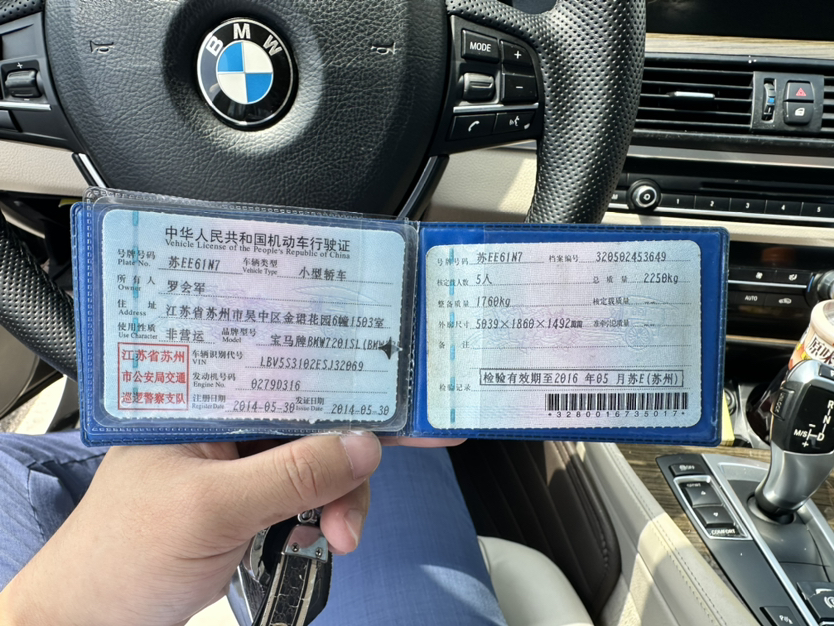 BMW
MODE
+
−
+
1 2 3 4 5
AUTO
中华人民共和国机动车行驶证
Vehicle License of the People's Republic of China
号牌号码 苏EE61N7 车辆类型 小型轿车
Plate No. Vehicle Type
所有人 罗会军
Owner
住址 江苏省苏州市吴中区金珺花园6幢1503室
Address
使用性质 非营运 品牌型号 宝马牌BMW7201SL(BMW
Use Character Model
江苏省苏州
市公安局交通
巡逻警察支队
车辆识别代号 LBV5S3102ESJ32069
VIN
发动机号码 02790316
Engine No.
注册日期 2014-05-30 发证日期 2014-05-30
Register Date Issue Date
号牌号码 苏EE61N7 档案编号 320502453649
核定载人数 5人 总质量 2250kg
整备质量 1760kg 核定载质量 --
外廓尺寸 5039×1860×1492mm 准牵引总质量 --
备注
检验记录 检验有效期至2016年05月苏E(苏州)
*3280016735017*
R
N
M/S D
+
COMFORT
原味